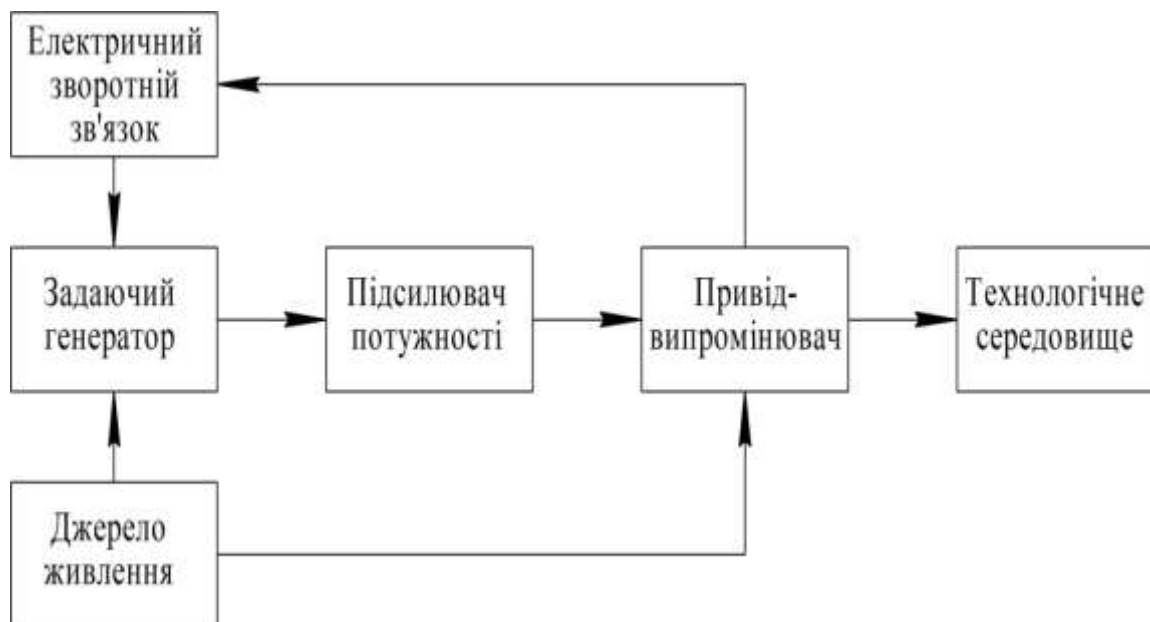 Електричний
зворотній
зв'язок
Задаючий
генератор
Підсилювач
потужності
Привід-
випромінювач
Технологічне
середовище
Джерело
живлення